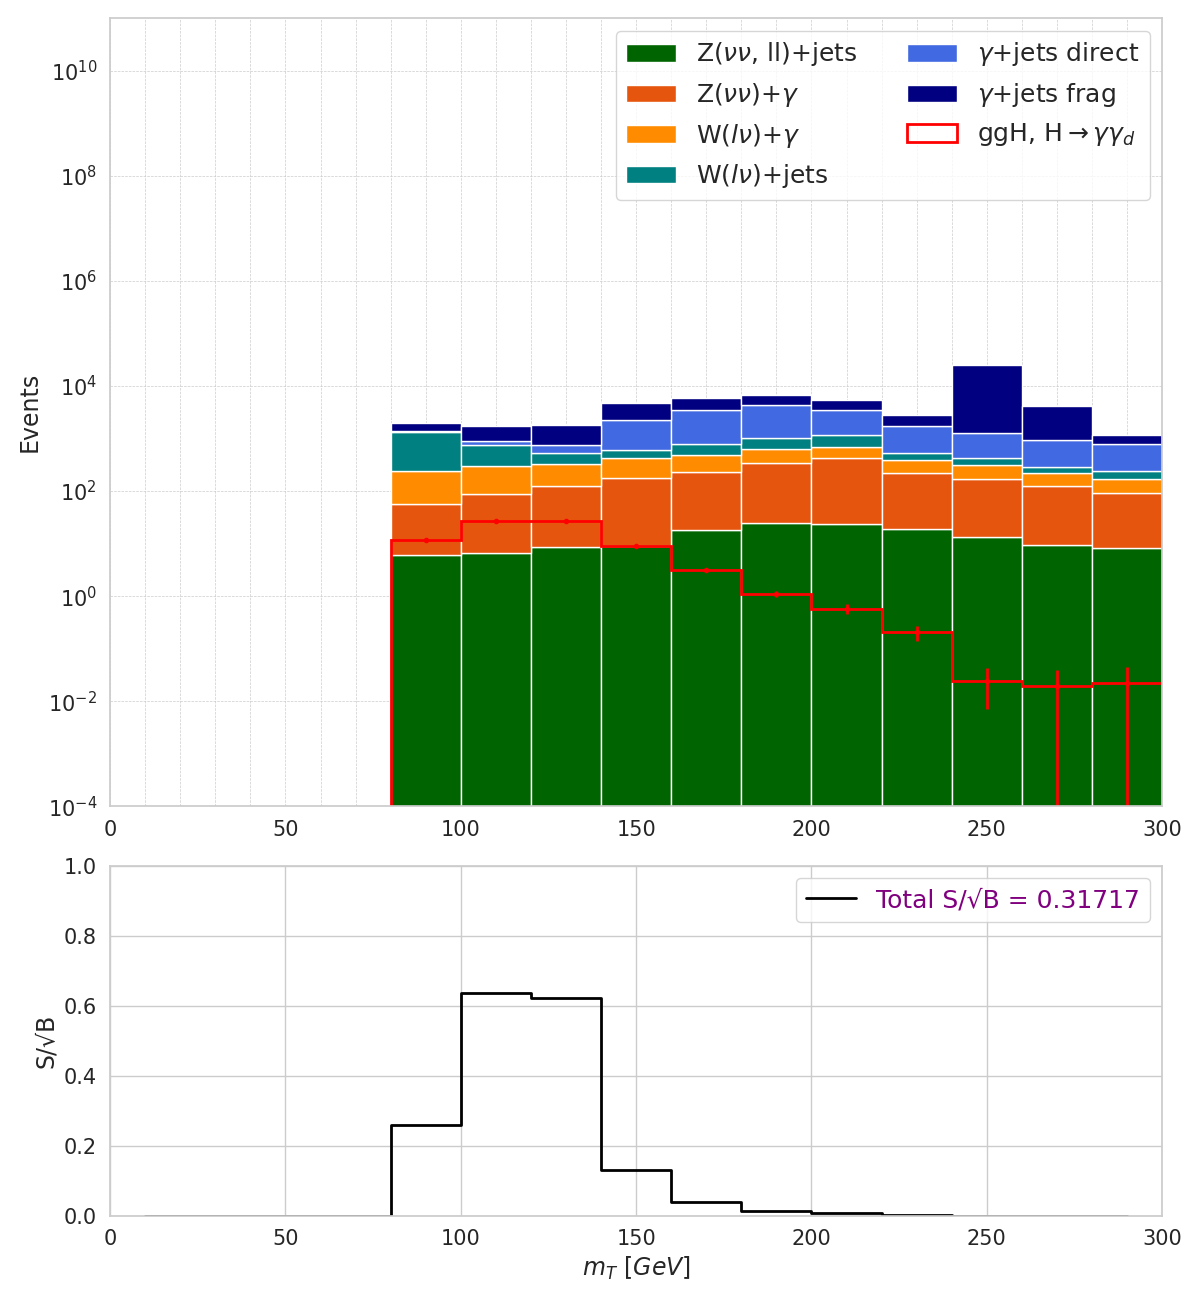 Z(νν, ll)+jets
Z(νν)+γ
W(lν)+γ
W(lν)+jets
γ+jets direct
γ+jets frag
ggH, H→γγ_d
Events
10^10
10^8
10^6
10^4
10^2
10^0
10^−2
10^−4
0 50 100 150 200 250 300
Total S/√B = 0.31717
S/√B
1.0
0.8
0.6
0.4
0.2
0.0
0 50 100 150 200 250 300
m_T [GeV]